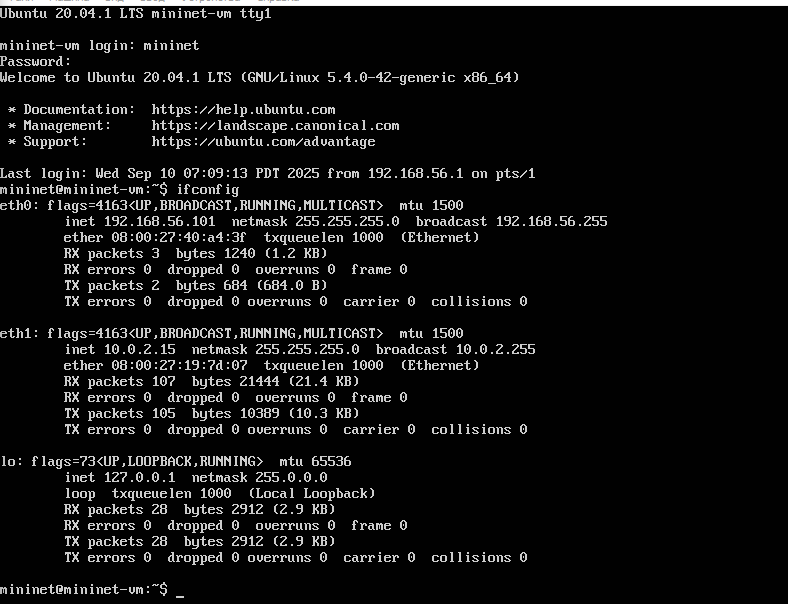 Ubuntu 20.04.1 LTS mininet-vm tty1
mininet-vm login: mininet
Password:
Welcome to Ubuntu 20.04.1 LTS (GNU/Linux 5.4.0-42-generic x86_64)
* Documentation:  https://help.ubuntu.com
* Management:     https://landscape.canonical.com
* Support:        https://ubuntu.com/advantage
Last login: Wed Sep 10 07:09:13 PDT 2025 from 192.168.56.1 on pts/1
mininet@mininet-vm:~$ ifconfig
eth0: flags=4163<UP,BROADCAST,RUNNING,MULTICAST>  mtu 1500
inet 192.168.56.101  netmask 255.255.255.0  broadcast 192.168.56.255
ether 08:00:27:40:a4:3f  txqueuelen 1000  (Ethernet)
RX packets 3  bytes 1240 (1.2 KB)
RX errors 0  dropped 0  overruns 0  frame 0
TX packets 2  bytes 684 (684.0 B)
TX errors 0  dropped 0 overruns 0  carrier 0  collisions 0
eth1: flags=4163<UP,BROADCAST,RUNNING,MULTICAST>  mtu 1500
inet 10.0.2.15  netmask 255.255.255.0  broadcast 10.0.2.255
ether 08:00:27:19:7d:07  txqueuelen 1000  (Ethernet)
RX packets 107  bytes 21444 (21.4 KB)
RX errors 0  dropped 0  overruns 0  frame 0
TX packets 105  bytes 10389 (10.3 KB)
TX errors 0  dropped 0 overruns 0  carrier 0  collisions 0
lo: flags=73<UP,LOOPBACK,RUNNING>  mtu 65536
inet 127.0.0.1  netmask 255.0.0.0
loop  txqueuelen 1000  (Local Loopback)
RX packets 28  bytes 2912 (2.9 KB)
RX errors 0  dropped 0  overruns 0  frame 0
TX packets 28  bytes 2912 (2.9 KB)
TX errors 0  dropped 0 overruns 0  carrier 0  collisions 0
mininet@mininet-vm:~$ _